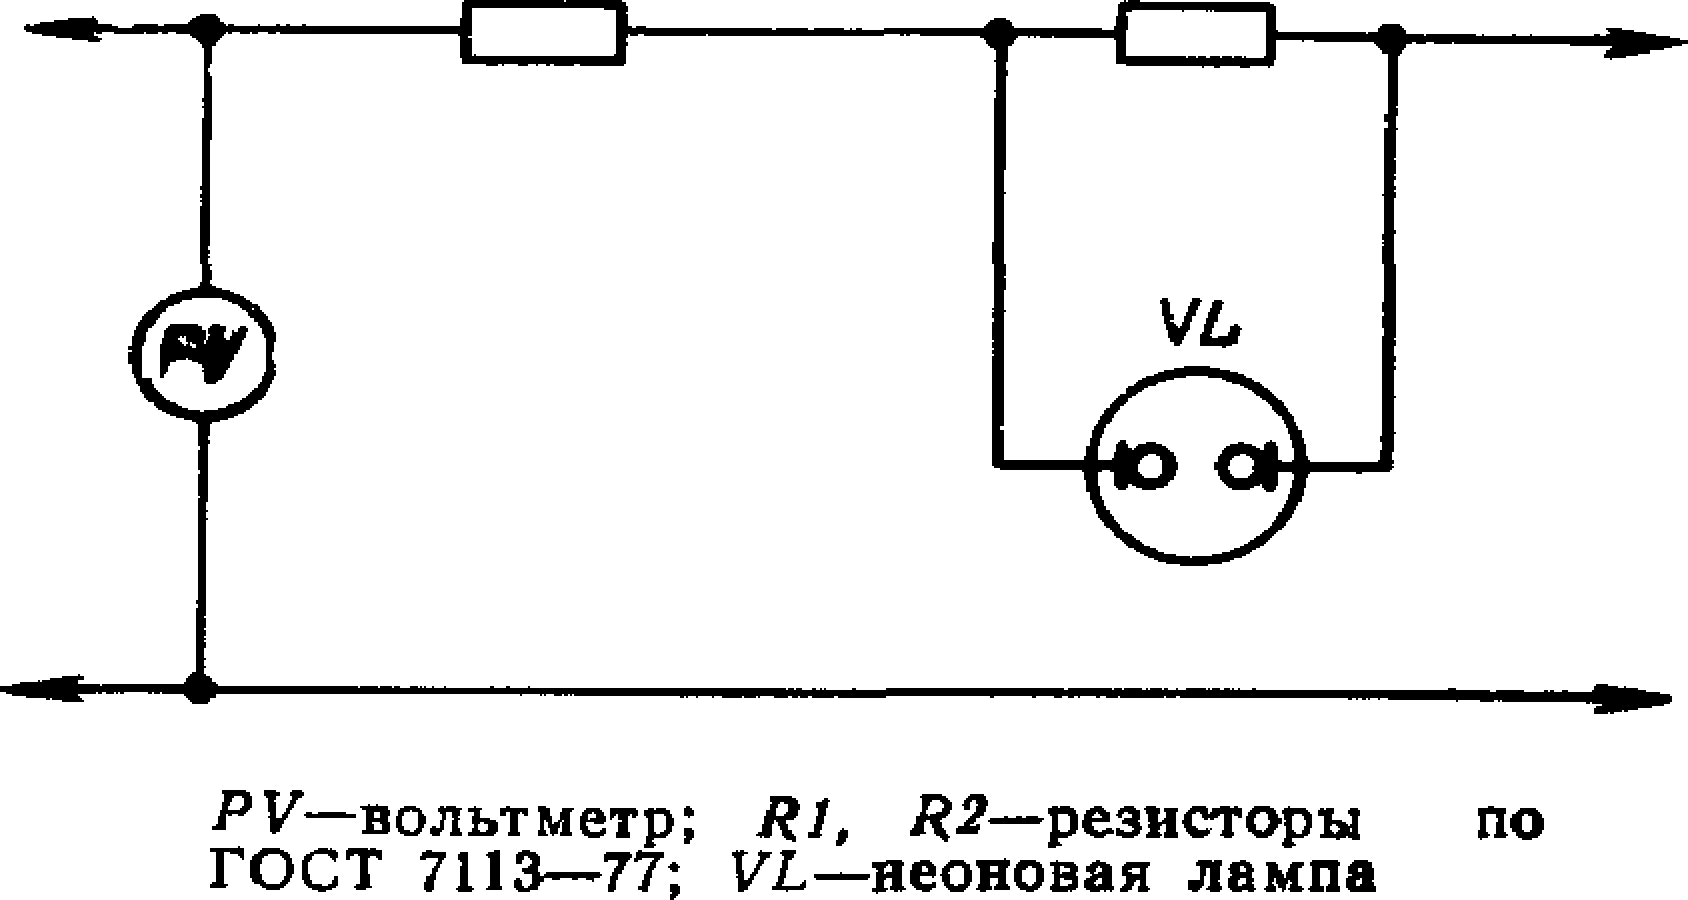 PV
VL
PV—вольтметр; R1, R2—резисторы по
ГОСТ 7113—77; VL—неоновая лампа